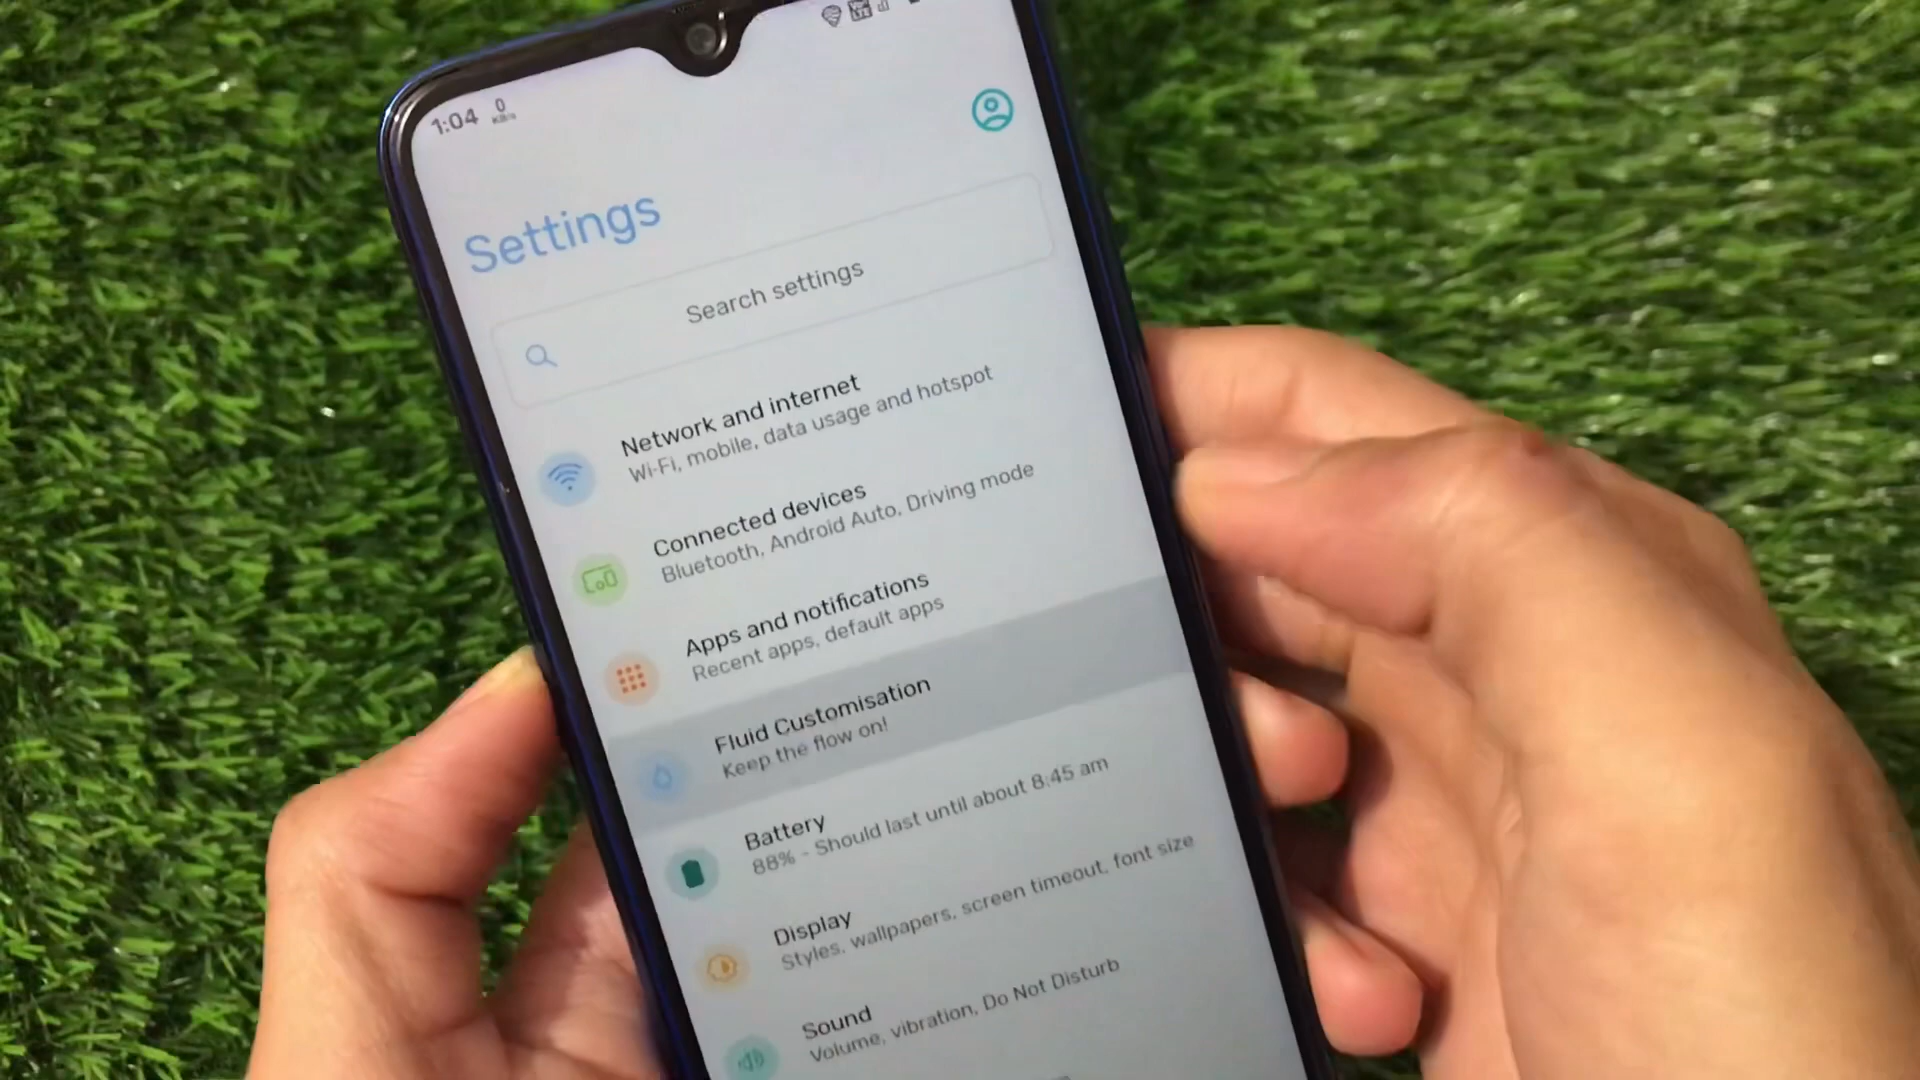 1:04
0
KB/s
VoLTE
Settings
Search settings
Network and internet
Wi-Fi, mobile, data usage and hotspot
Connected devices
Bluetooth, Android Auto, Driving mode
Apps and notifications
Recent apps, default apps
Fluid Customisation
Keep the flow on!
Battery
88% - Should last until about 8:45 am
Display
Styles, wallpapers, screen timeout, font size
Sound
Volume, vibration, Do Not Disturb